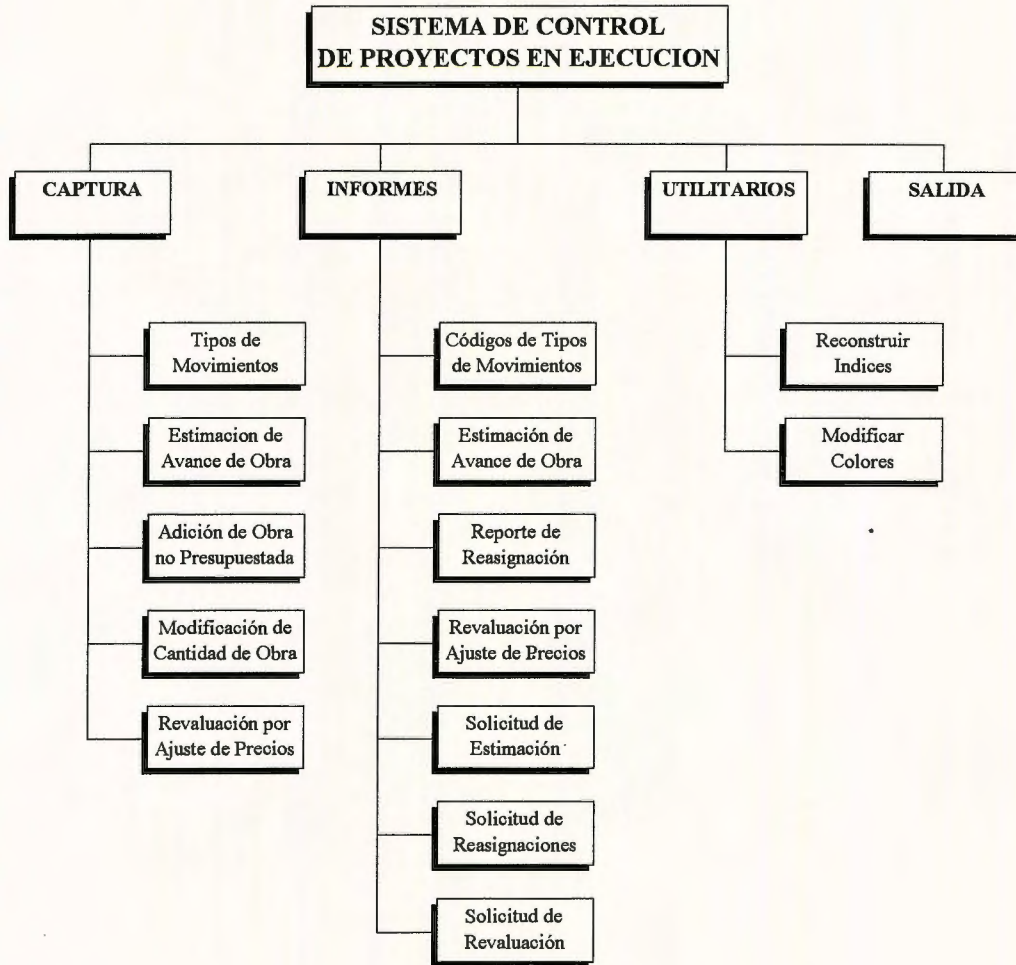 SISTEMA DE CONTROL
DE PROYECTOS EN EJECUCION
CAPTURA
INFORMES
UTILITARIOS
SALIDA
Tipos de
Movimientos
Estimacion de
Avance de Obra
Adición de Obra
no Presupuestada
Modificación de
Cantidad de Obra
Revaluación por
Ajuste de Precios
Códigos de Tipos
de Movimientos
Estimación de
Avance de Obra
Reporte de
Reasignación
Revaluación por
Ajuste de Precios
Solicitud de
Estimación
Solicitud de
Reasignaciones
Solicitud de
Revaluación
Reconstruir
Indices
Modificar
Colores